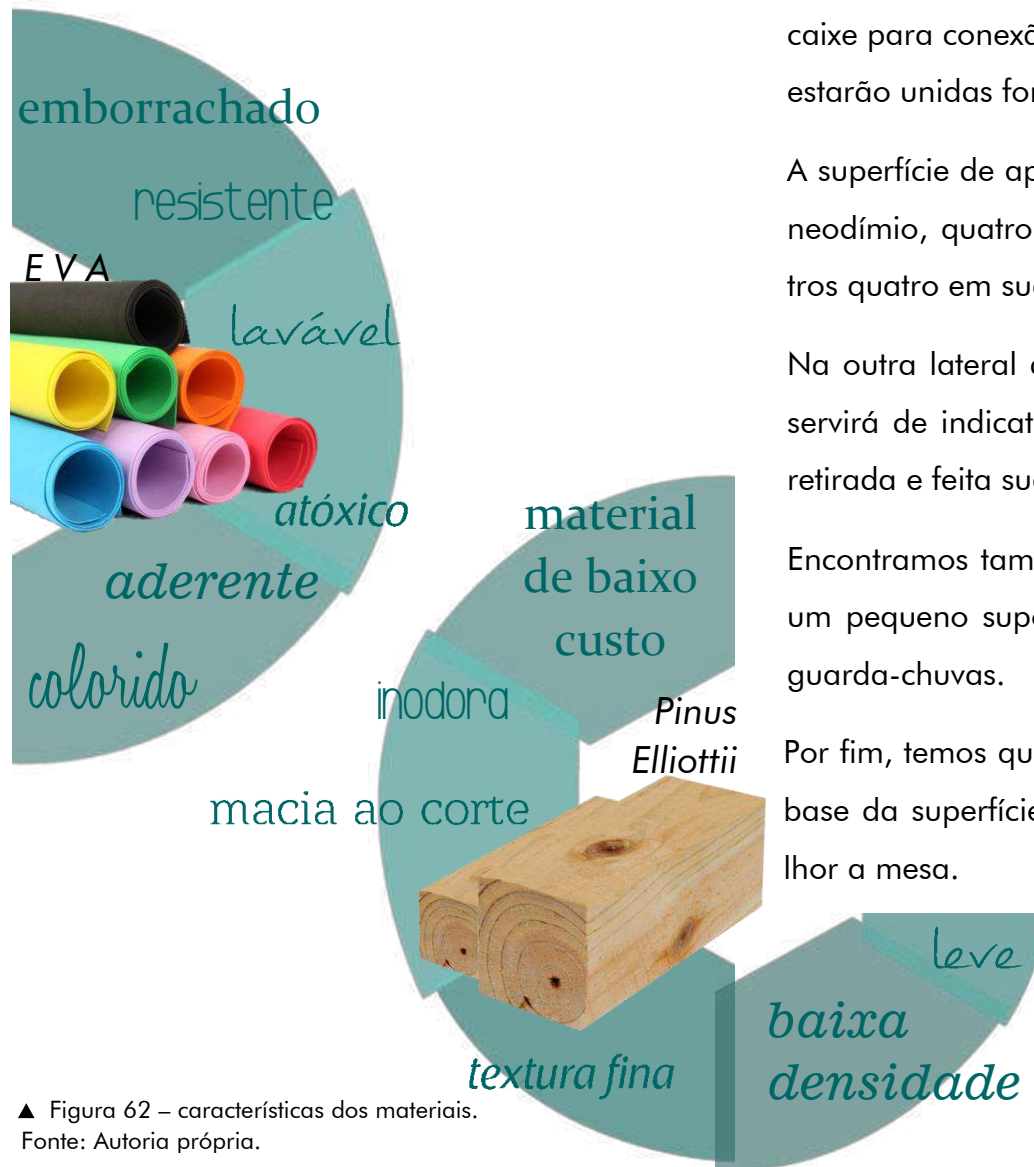 emborrachado
resistente
EVA
lavável
atóxico
aderente
colorido
material
de baixo
custo
inodora
Pinus
Elliottii
macia ao corte
textura fina
leve
baixa
densidade
▲ Figura 62 – características dos materiais.
Fonte: Autoria própria.
caixe para conexã
estarão unidas for
A superfície de ap
neodímio, quatro
tros quatro em su
Na outra lateral
servirá de indicat
retirada e feita su
Encontramos tam
um pequeno sup
guarda-chuvas.
Por fim, temos qu
base da superfície
lhor a mesa.